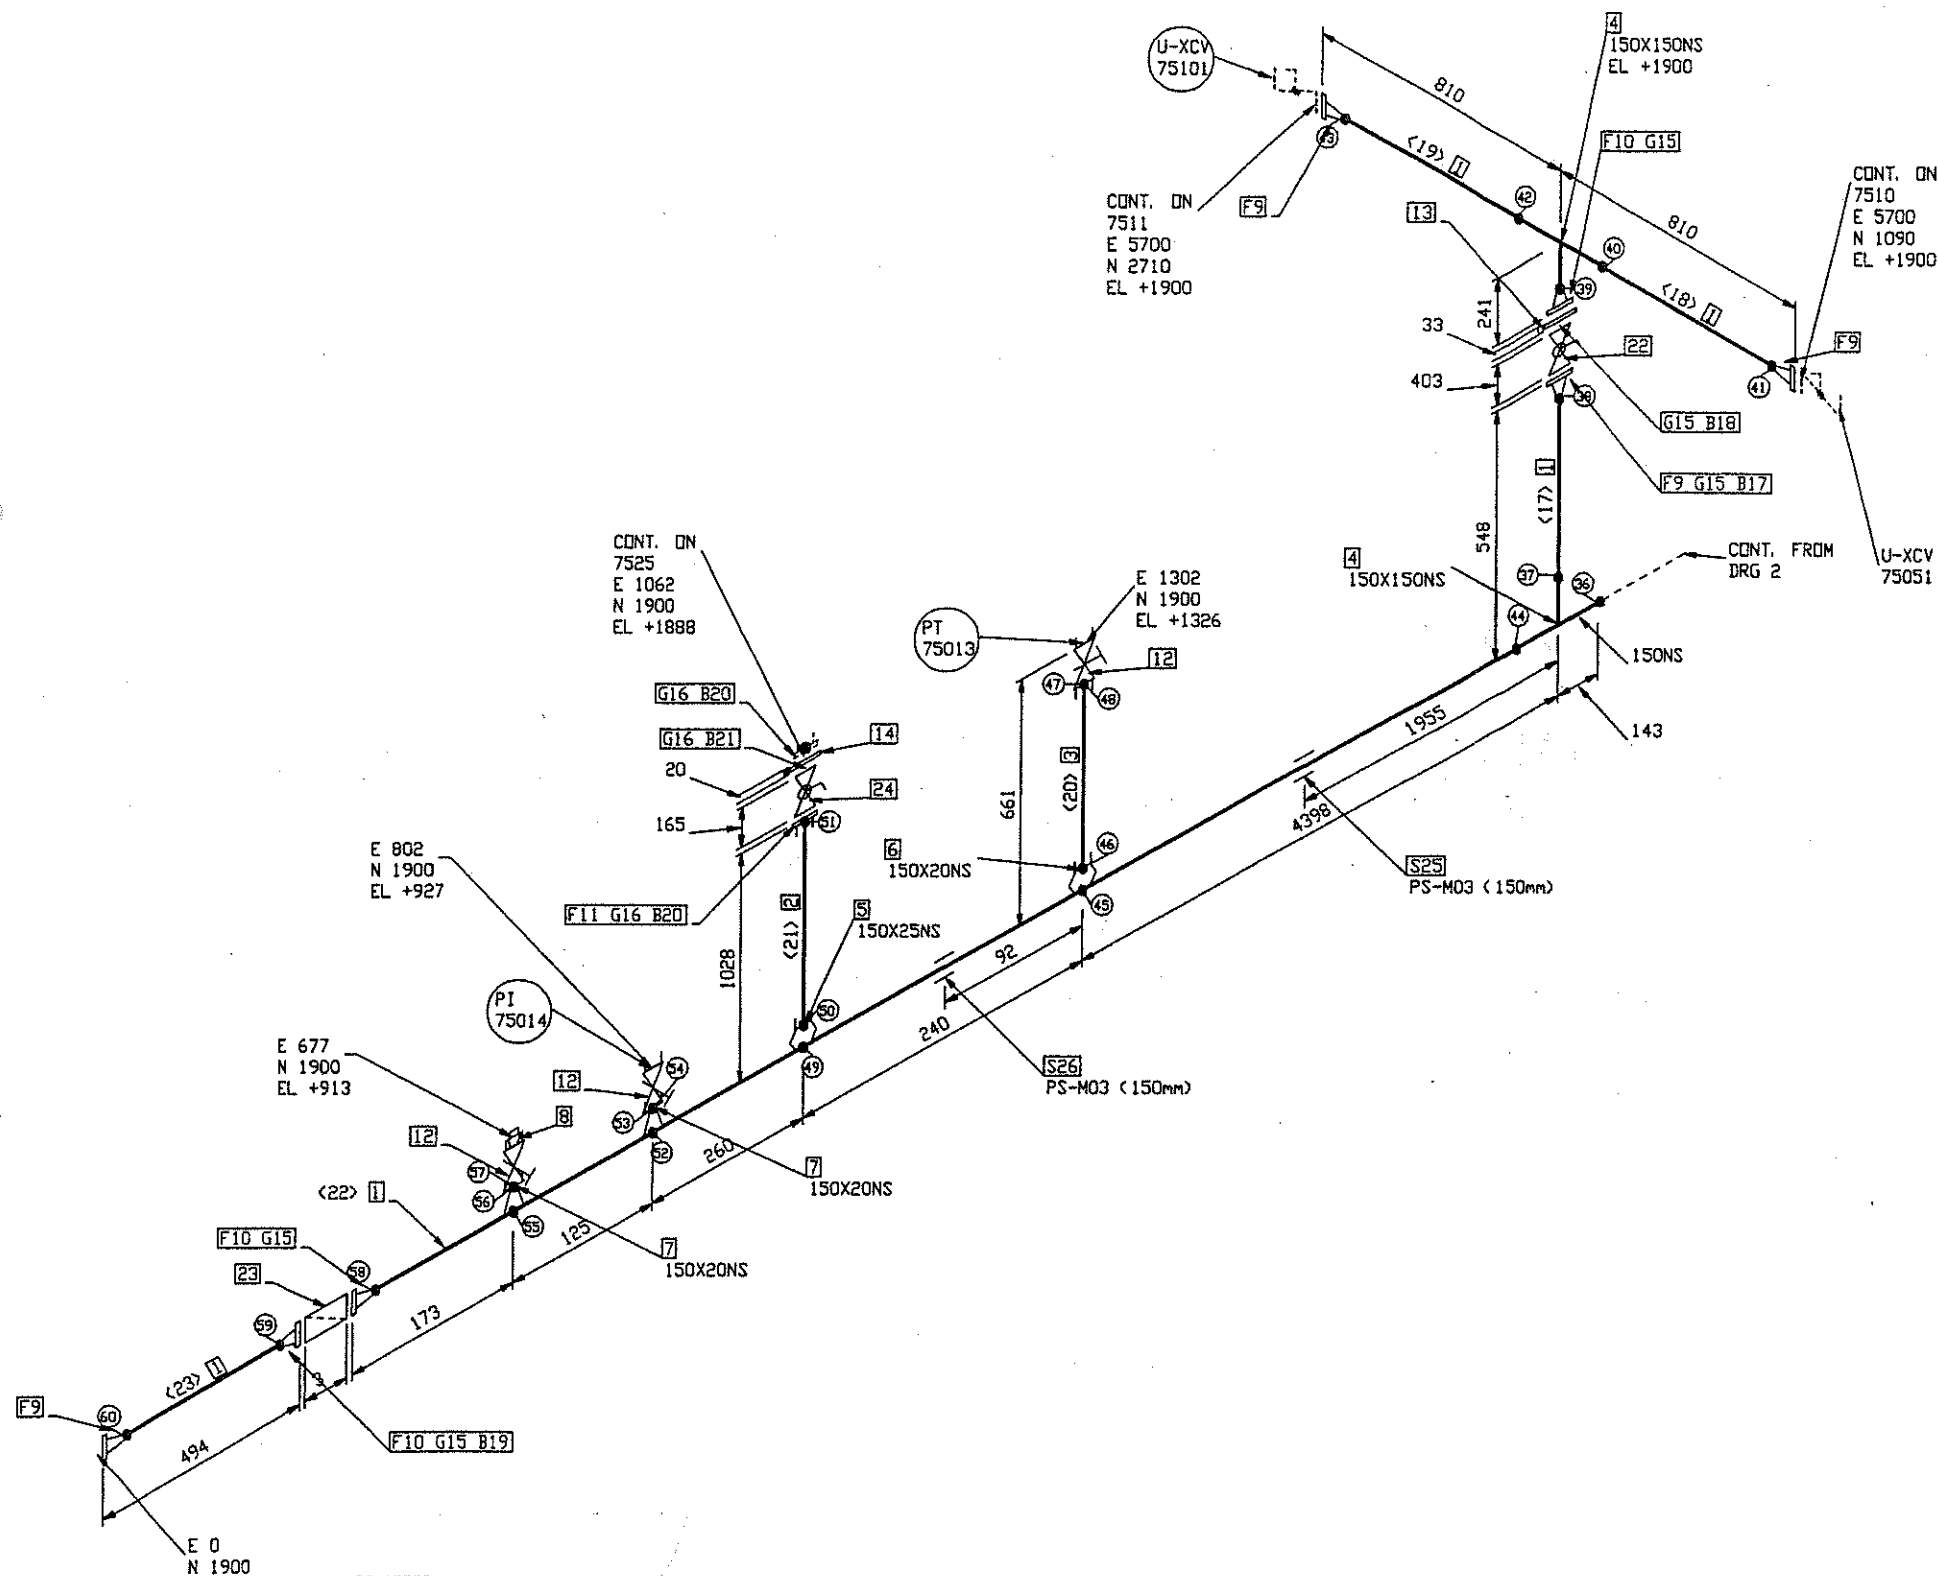 4
150X150NS
EL +1900
U-XCV
75101
810
F10 G15
<19> 1
43
F9
CONT. ON
7511
E 5700
N 2710
EL +1900
42
13
40
810
CONT. ON
7510
E 5700
N 1090
EL +1900
39
<18> 1
241
33
22
F9
403
38
41
G15 B18
F9 G15 B17
<17> 1
548
CONT. ON
7525
E 1062
N 1900
EL +1888
E 1302
N 1900
EL +1326
4
150X150NS
37
36
CONT. FROM
DRG 2
U-XCV
75051
PT
75013
44
150NS
12
47
48
G16 B20
G16 B21
14
20
1955
143
<20> 3
24
661
165
51
4398
E 802
N 1900
EL +927
6
150X20NS
46
S25
PS-M03 (150mm)
F11 G16 B20
<21> 2
5
150X25NS
45
1028
92
PI
75014
50
240
49
S26
PS-M03 (150mm)
E 677
N 1900
EL +913
54
12
8
53
12
52
260
57
7
150X20NS
56
<22> 1
55
125
7
150X20NS
F10 G15
23
58
173
59
3
<23> 1
F9
60
F10 G15 B19
494
E 0
N 1900